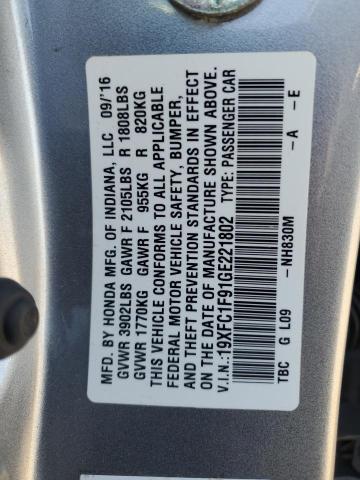 MFD. BY HONDA MFG. OF INDIANA, LLC 09/'16
GVWR 3902LBS GAWR F 2105LBS R 1808LBS
GVWR 1770KG GAWR F 955KG R 820KG
THIS VEHICLE CONFORMS TO ALL APPLICABLE
FEDERAL MOTOR VEHICLE SAFETY, BUMPER,
AND THEFT PREVENTION STANDARDS IN EFFECT
ON THE DATE OF MANUFACTURE SHOWN ABOVE.
V.I.N.:19XFC1F91GE221802 TYPE: PASSENGER CAR
TBC G L09 -NH830M -A -E